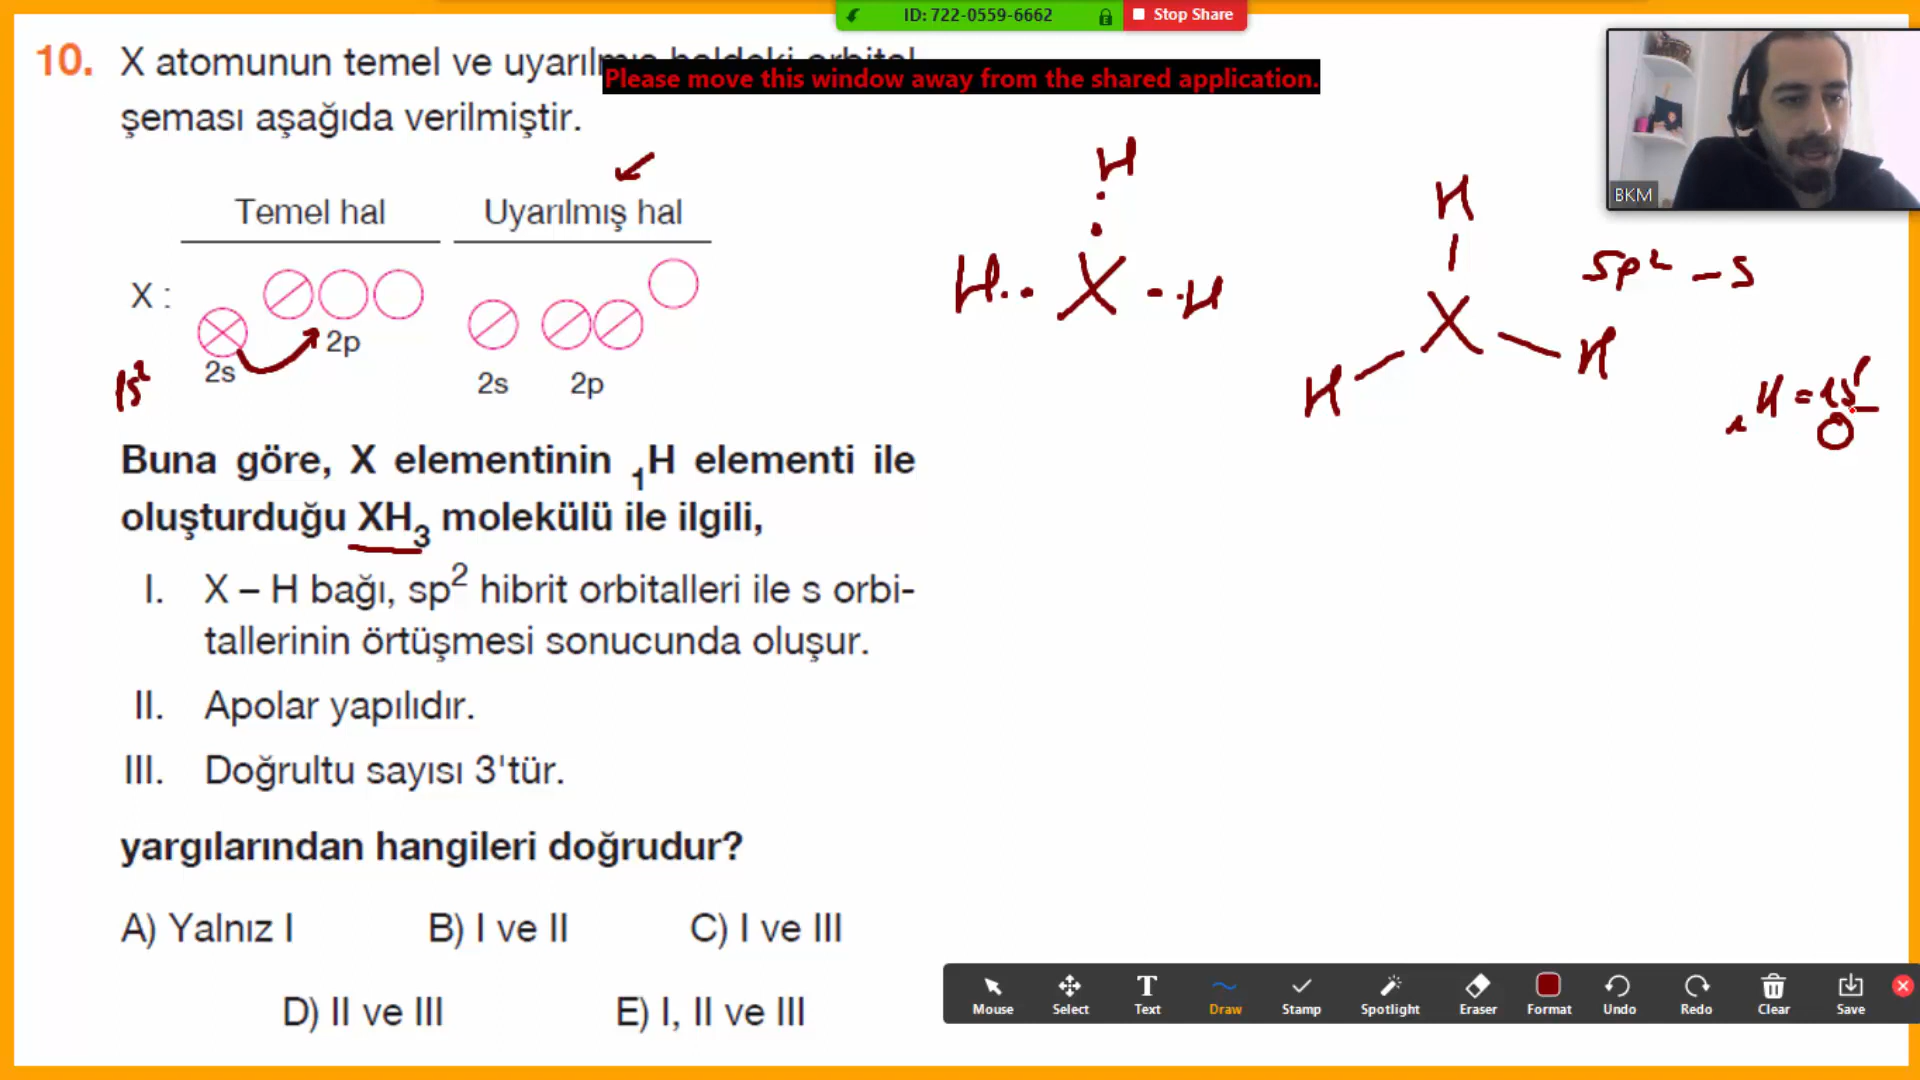 ID: 722-0559-6662
Stop Share
10. X atomunun temel ve uyarılmış haldeki orbital
Please move this window away from the shared application.
şeması aşağıda verilmiştir.
BKM
Temel hal
Uyarılmış hal
X :
2s
2p
2s
2p
1s²
H
H X H
H
X
H
H
sp² - s
₁H = 1s¹
Buna göre, X elementinin ₁H elementi ile
oluşturduğu XH₃ molekülü ile ilgili,
I. X – H bağı, sp² hibrit orbitalleri ile s orbi-
tallerinin örtüşmesi sonucunda oluşur.
II. Apolar yapılıdır.
III. Doğrultu sayısı 3'tür.
yargılarından hangileri doğrudur?
A) Yalnız I
B) I ve II
C) I ve III
D) II ve III
E) I, II ve III
Mouse
Select
Text
Draw
Stamp
Spotlight
Eraser
Format
Undo
Redo
Clear
Save